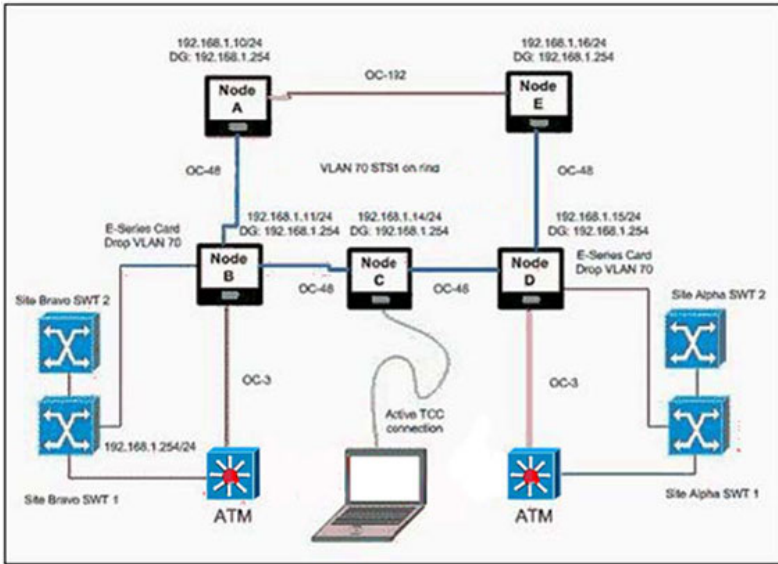 192.168.1.10/24
DG: 192.168.1.254
192.168.1.16/24
DG: 192.168.1.254
OC-192
Node
A
Node
E
OC-48
VLAN 70 STS1 on ring
OC-48
E-Series Card
Drop VLAN 70
192.168.1.11/24
DG: 192.168.1.254
192.168.1.14/24
DG: 192.168.1.254
192.168.1.15/24
DG: 192.168.1.254
E-Series Card
Drop VLAN 70
Node
B
Node
C
Node
D
OC-48
OC-48
Site Bravo SWT 2
Site Alpha SWT 2
OC-3
OC-3
Active TCC
connection
192.168.1.254/24
Site Bravo SWT 1
Site Alpha SWT 1
ATM
ATM